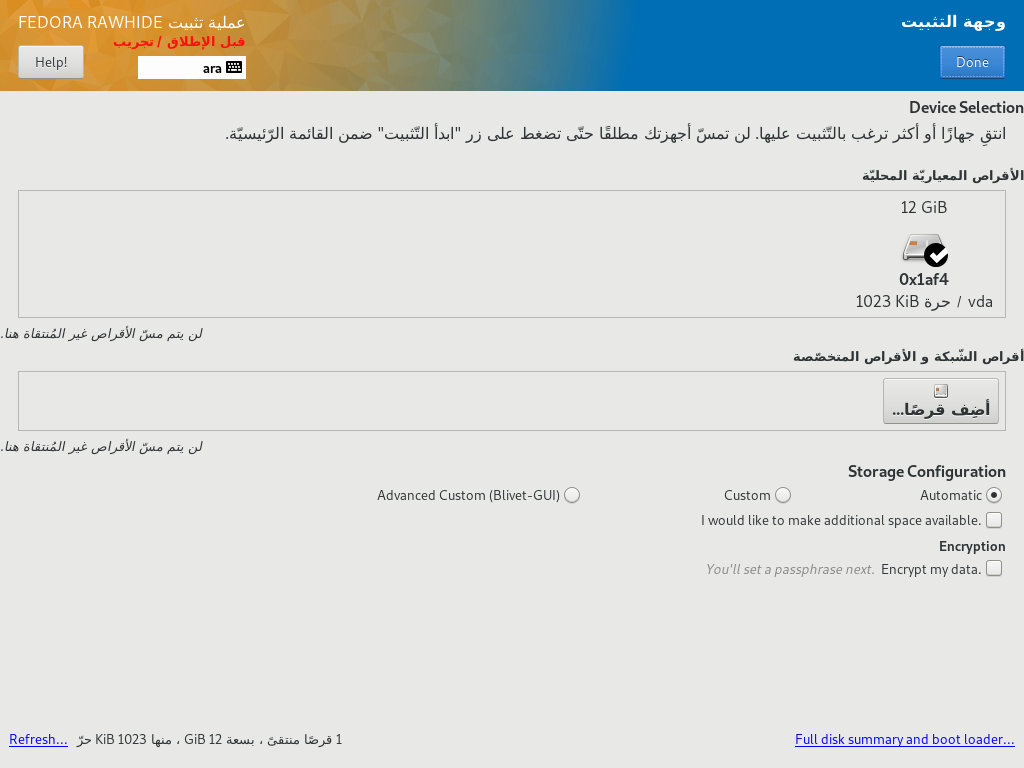 وجهة التثبيت
عملية تثبيت FEDORA RAWHIDE
قبل الإطلاق / تجريب
Done
ara
Help!
Device Selection
انتقِ جهازًا أو أكثر ترغب بالتّثبيت عليها. لن تمسّ أجهزتك مطلقًا حتّى تضغط على زر "ابدأ التّثبيت" ضمن القائمة الرّئيسيّة.
الأقراص المعياريّة المحليّة
12 GiB
0x1af4
vda / حرة 1023 KiB
لن يتم مسّ الأقراص غير المُنتقاة هنا.
أقراص الشّبكة و الأقراص المتخصّصة
أضِف قرصًا...
لن يتم مسّ الأقراص غير المُنتقاة هنا.
Storage Configuration
Automatic
Custom
Advanced Custom (Blivet-GUI)
I would like to make additional space available.
Encryption
Encrypt my data. You'll set a passphrase next.
Full disk summary and boot loader...
1 قرصًا منتقىً ، بسعة 12 GiB ، منها 1023 KiB حرّ
Refresh...